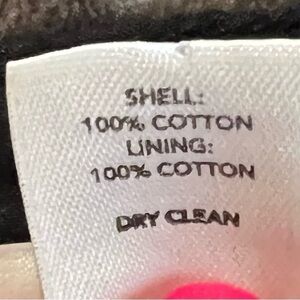 SHELL:
100% COTTON
LINING:
100% COTTON
DRY CLEAN